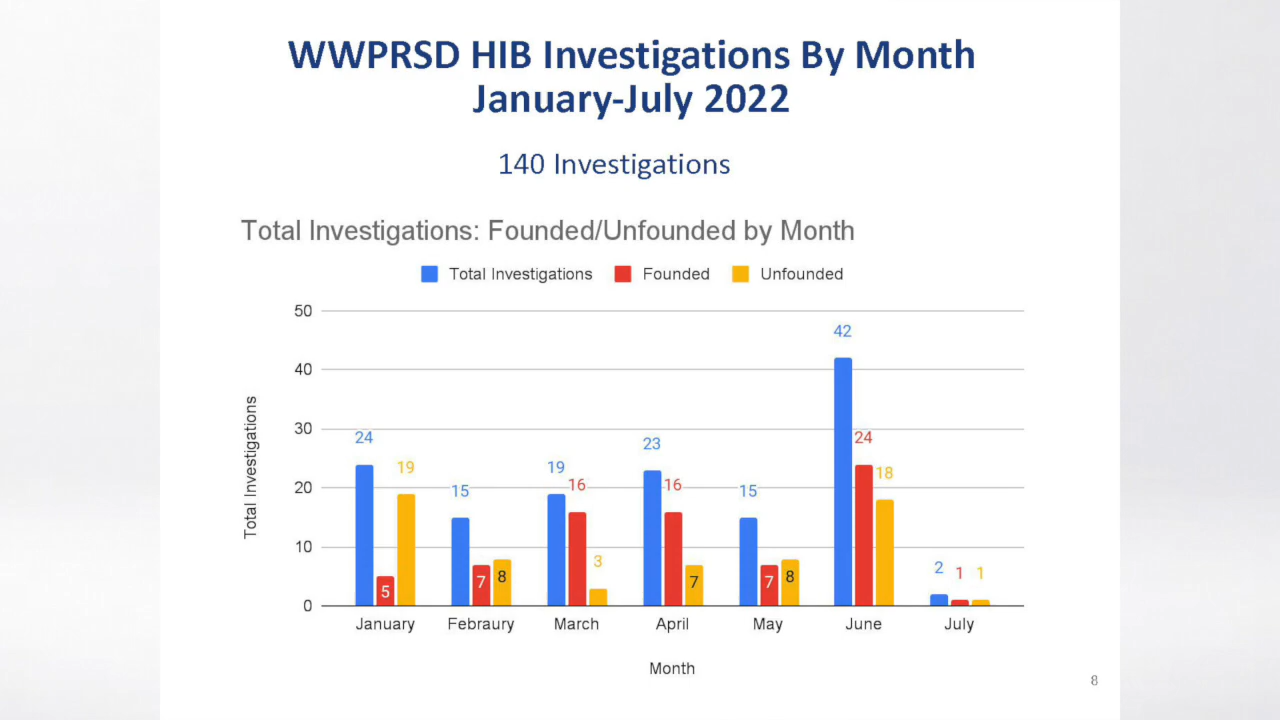 WWPRSD HIB Investigations By Month
January-July 2022
140 Investigations
Total Investigations: Founded/Unfounded by Month
Total Investigations Founded Unfounded
50
40
30
20
10
0
Total Investigations
24 5 19
15 7 8
19 16 3
23 16 7
15 7 8
42 24 18
2 1 1
January Febraury March April May June July
Month
8